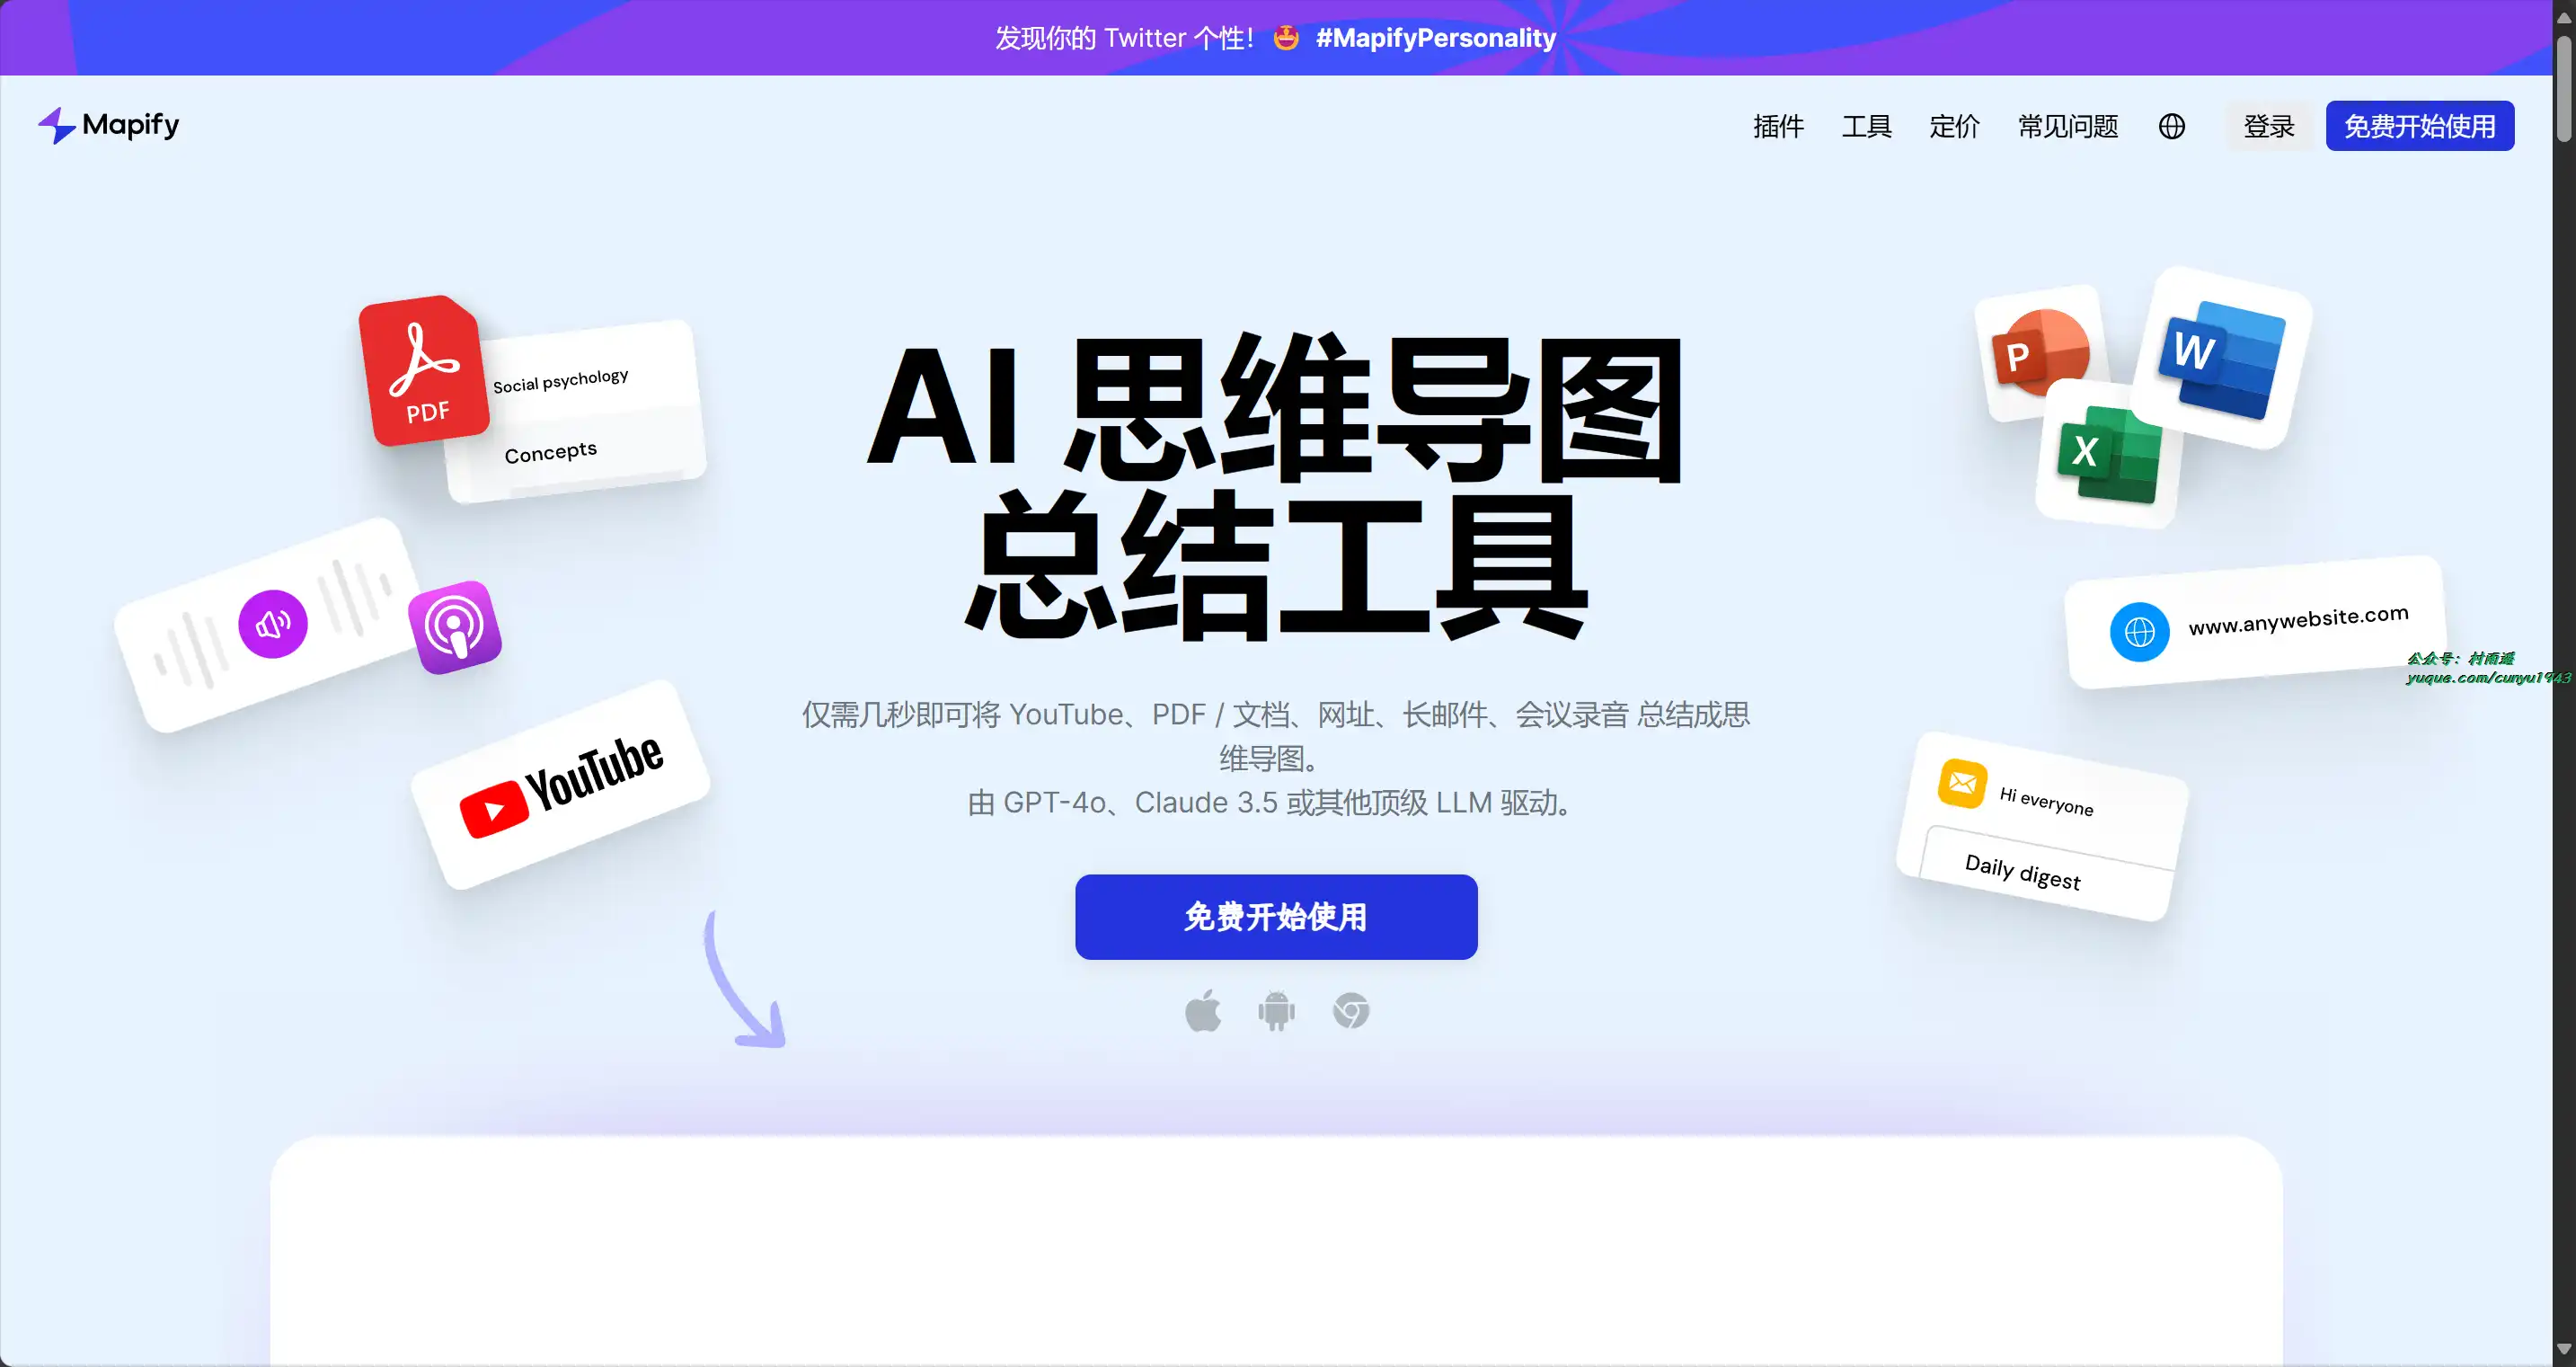 发现你的 Twitter 个性！ 🤩 #MapifyPersonality
Mapify
插件 工具 定价 常见问题 登录 免费开始使用
PDF
Social psychology
Concepts
AI 思维导图
总结工具
P
W
X
www.anywebsite.com
公众号：村雨遥
yuque.com/cunyu1943
YouTube
仅需几秒即可将 YouTube、PDF / 文档、网址、长邮件、会议录音 总结成思
维导图。
由 GPT-4o、Claude 3.5 或其他顶级 LLM 驱动。
Hi everyone
Daily digest
免费开始使用